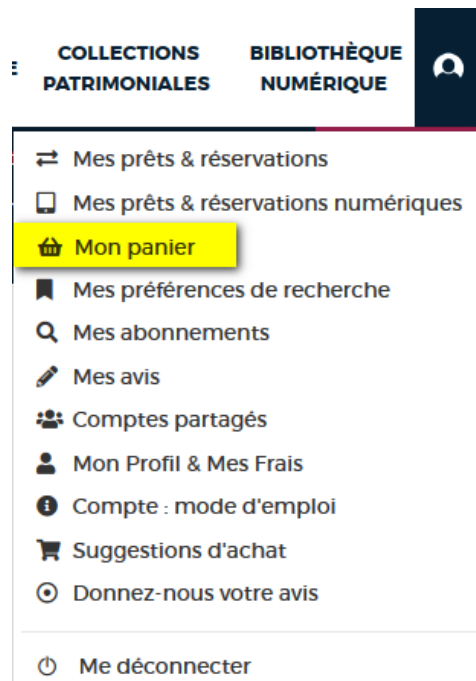 E
COLLECTIONS
PATRIMONIALES
BIBLIOTHÈQUE
NUMÉRIQUE
Mes prêts & réservations
Mes prêts & réservations numériques
Mon panier
Mes préférences de recherche
Mes abonnements
Mes avis
Comptes partagés
Mon Profil & Mes Frais
Compte : mode d'emploi
Suggestions d'achat
Donnez-nous votre avis
Me déconnecter